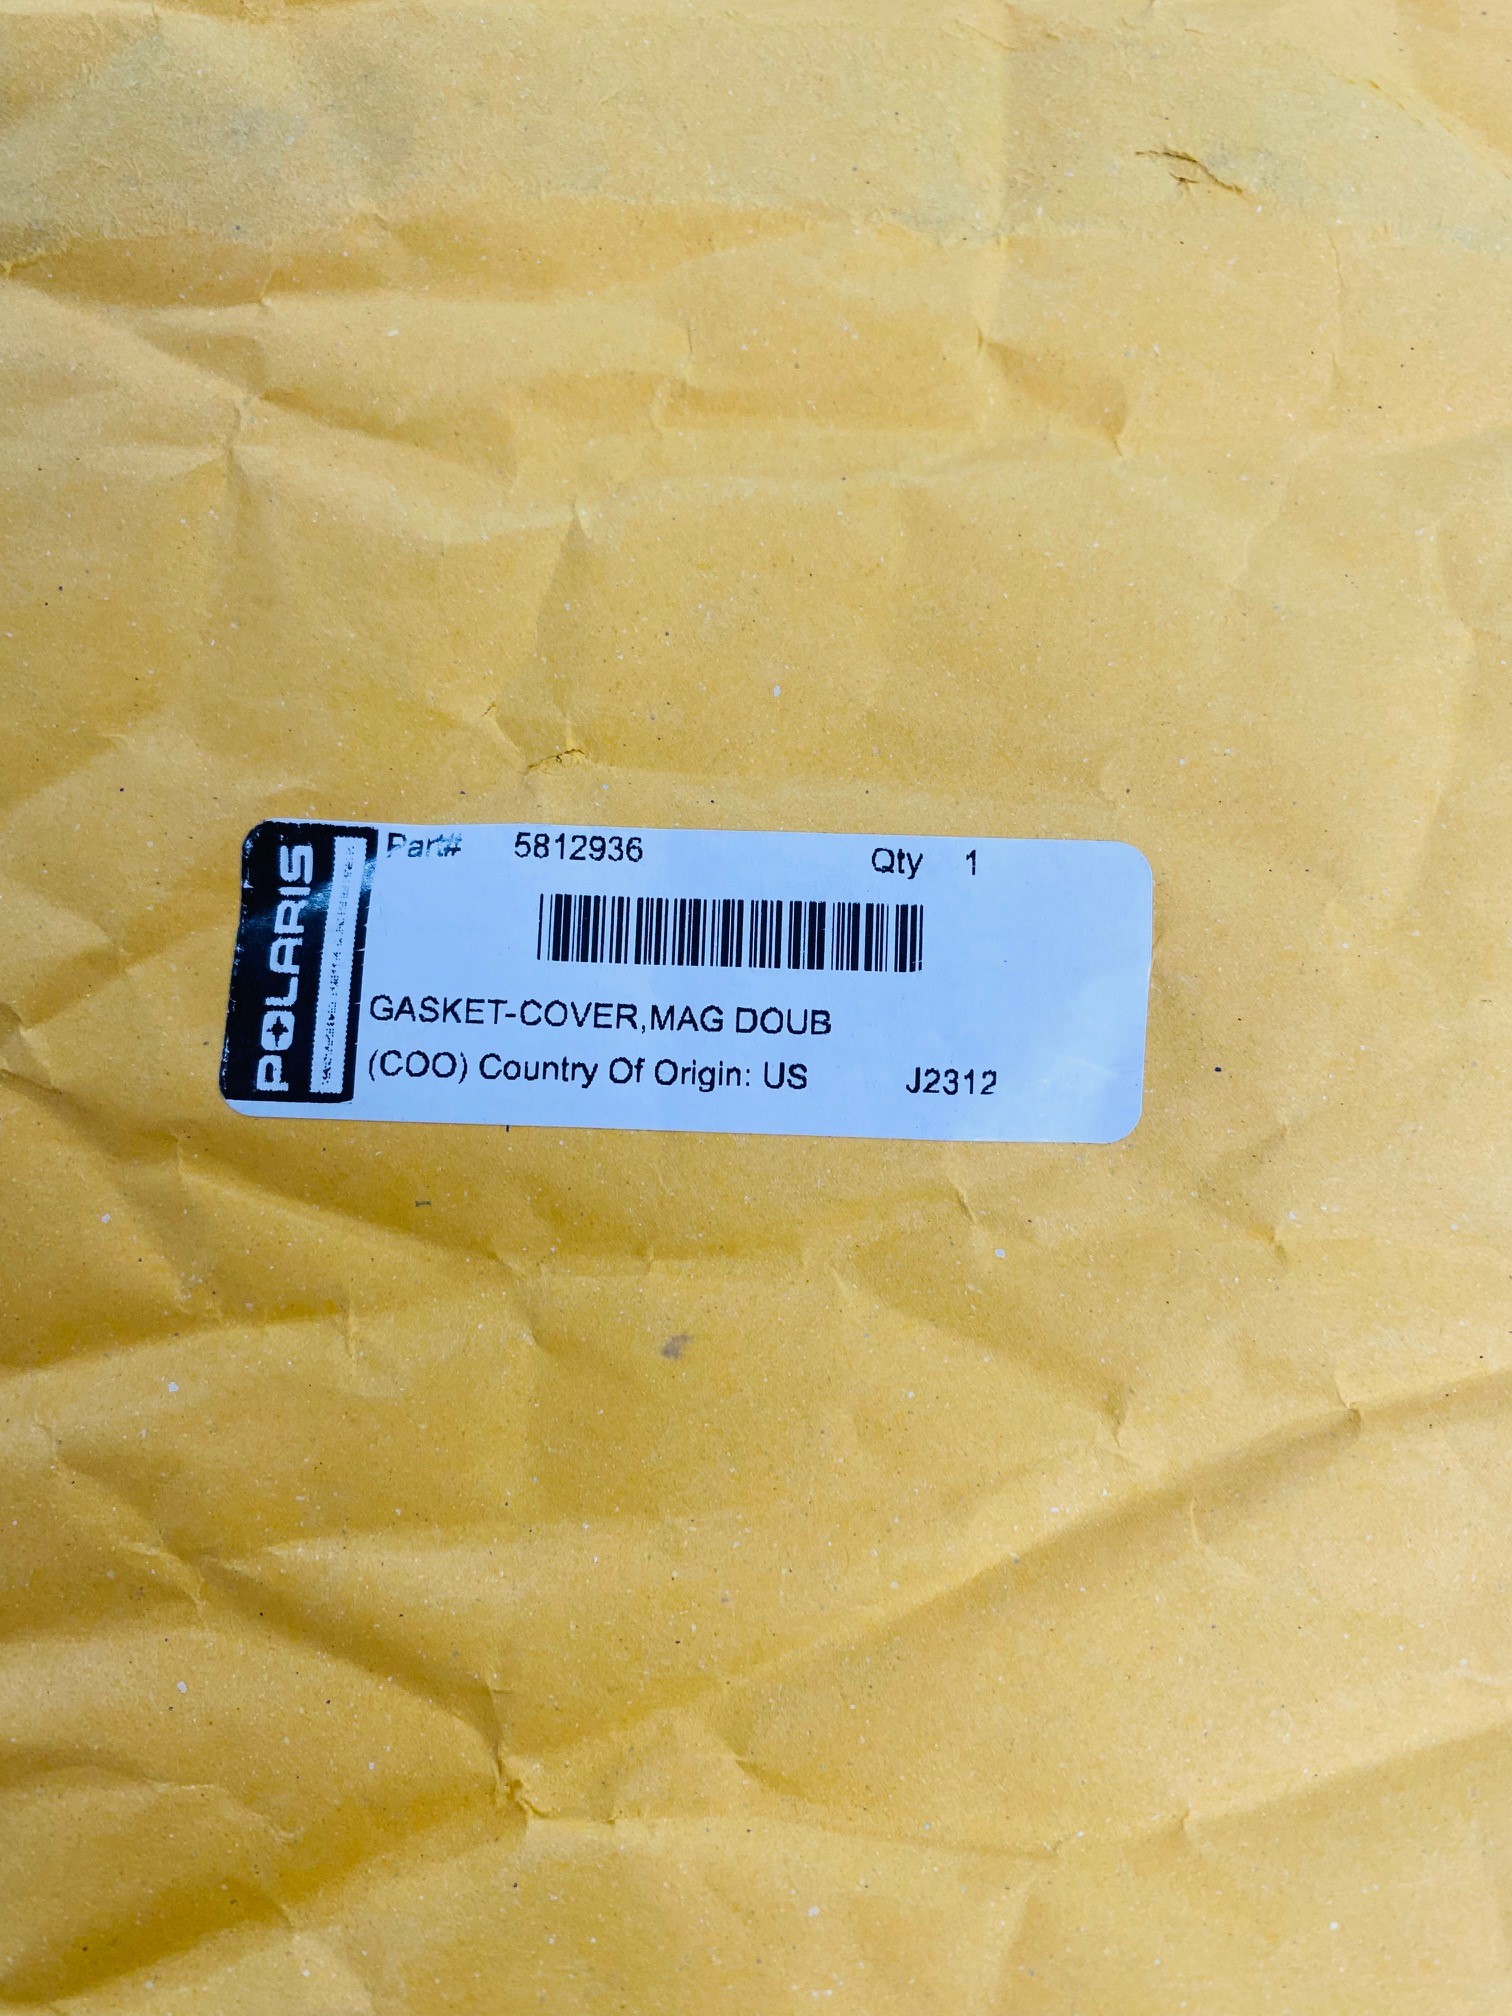 POLARIS
Part# 5812936 Qty 1
GASKET-COVER,MAG DOUB
(COO) Country Of Origin: US J2312